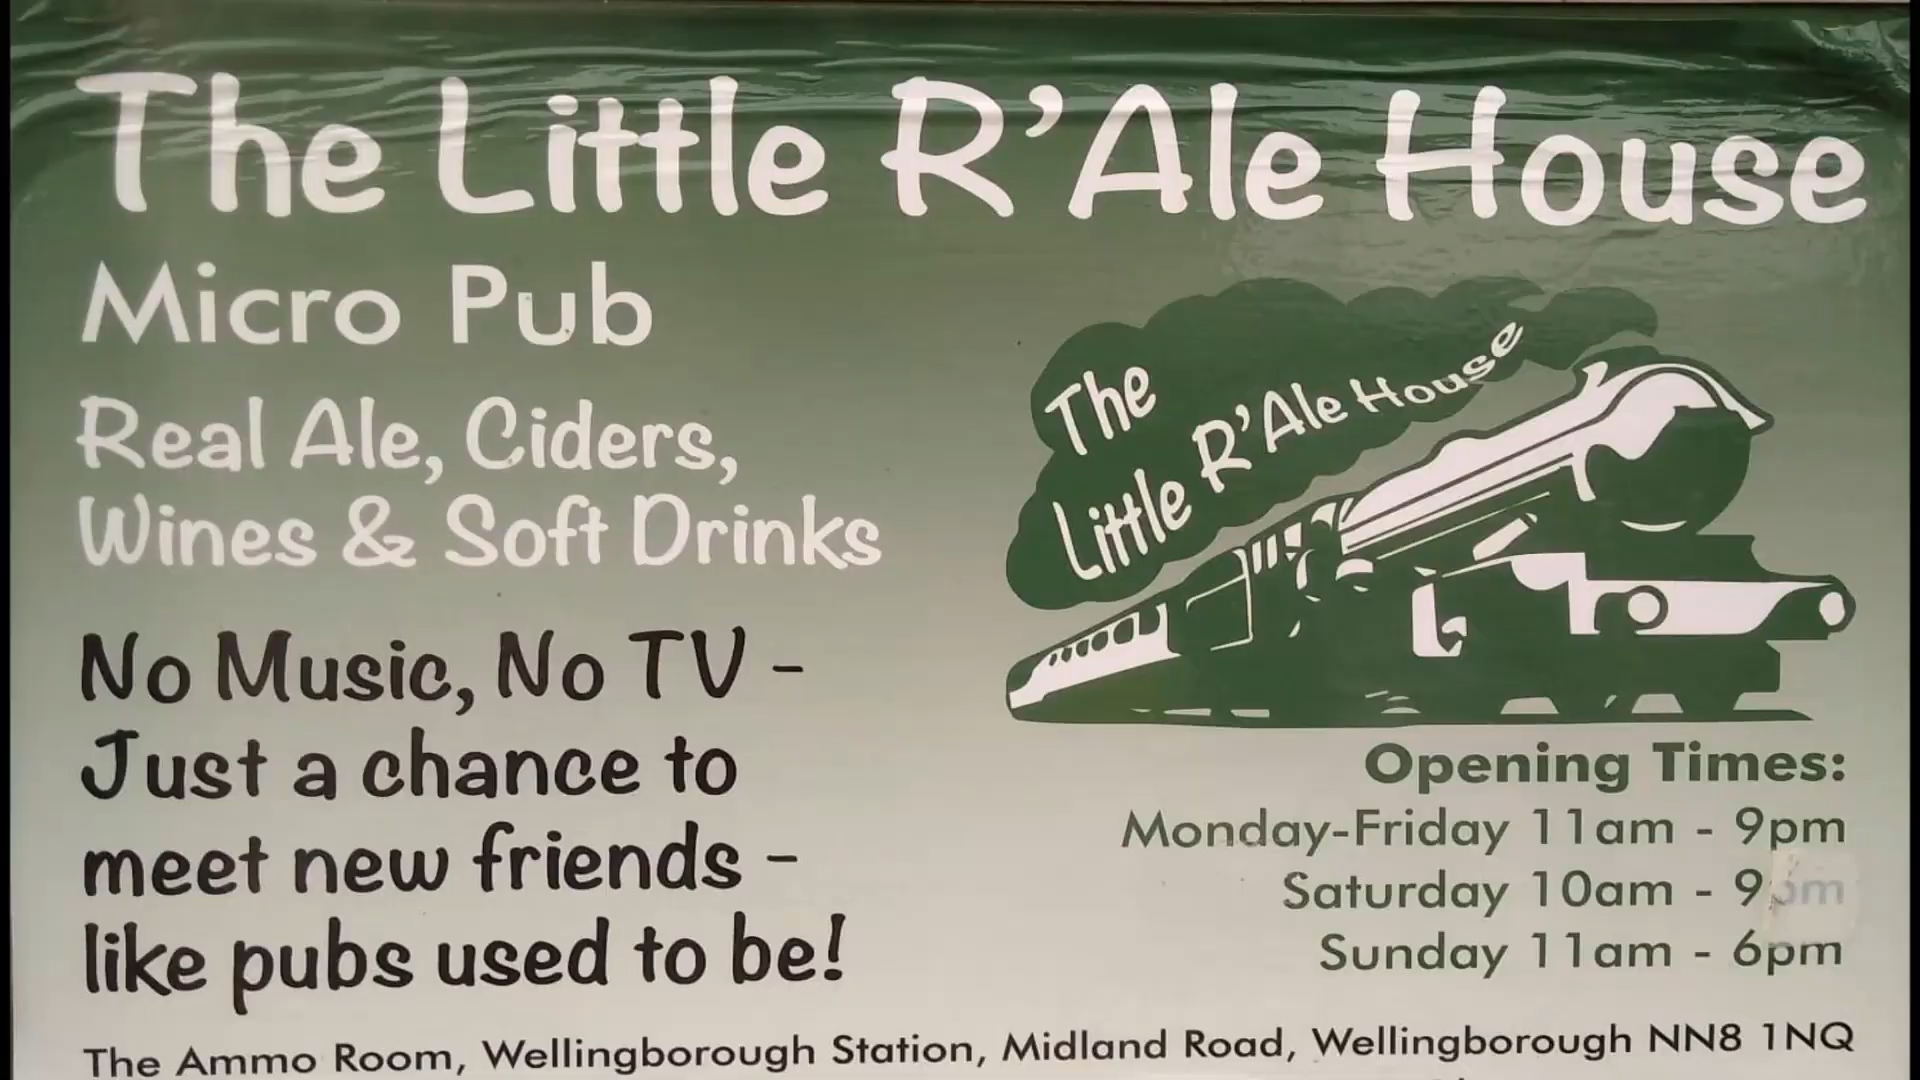 The Little R'Ale House
Micro Pub
Real Ale, Ciders,
Wines & Soft Drinks
No Music, No TV -
Just a chance to
meet new friends -
like pubs used to be!
The
Little R'Ale House
Opening Times:
Monday-Friday 11am - 9pm
Saturday 10am - 9pm
Sunday 11am - 6pm
The Ammo Room, Wellingborough Station, Midland Road, Wellingborough NN8 1NQ